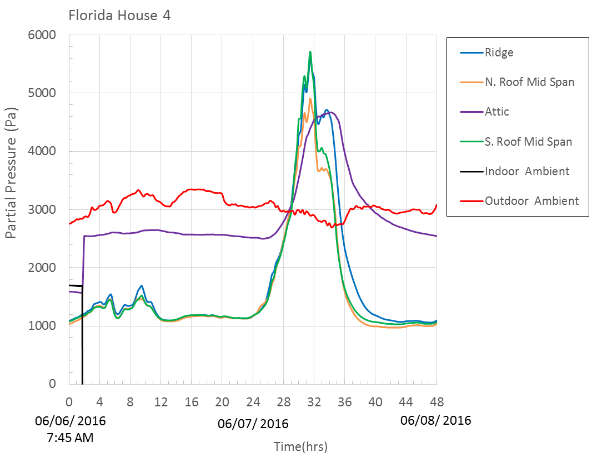 Florida House 4
6000
5000
4000
3000
2000
1000
0
Partial Pressure (Pa)
0 4 8 12 16 20 24 28 32 36 40 44 48
06/06/ 2016
7:45 AM
06/07/ 2016
06/08/ 2016
Time(hrs)
Ridge
N. Roof Mid Span
Attic
S. Roof Mid Span
Indoor Ambient
Outdoor Ambient